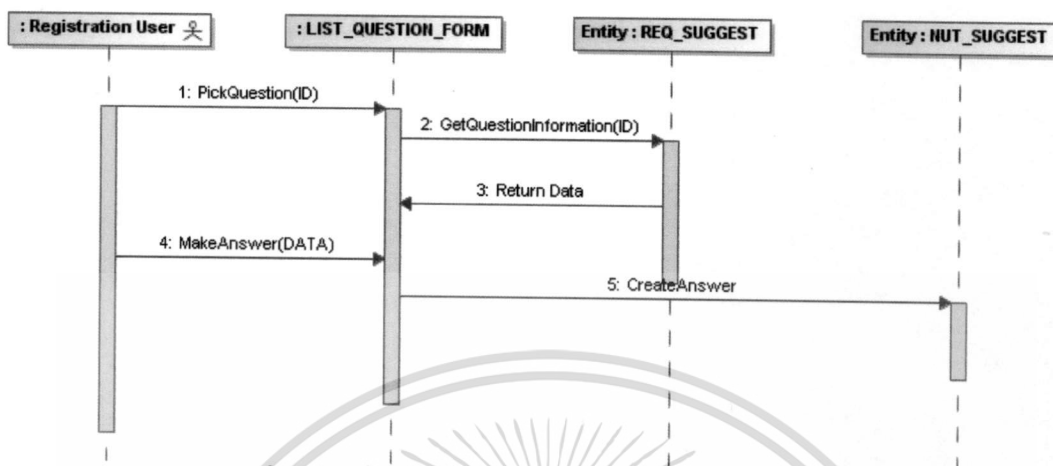 : Registration User
: LIST_QUESTION_FORM
Entity : REQ_SUGGEST
Entity : NUT_SUGGEST
1: PickQuestion(ID)
2: GetQuestionInformation(ID)
3: Return Data
4: MakeAnswer(DATA)
5: CreateAnswer